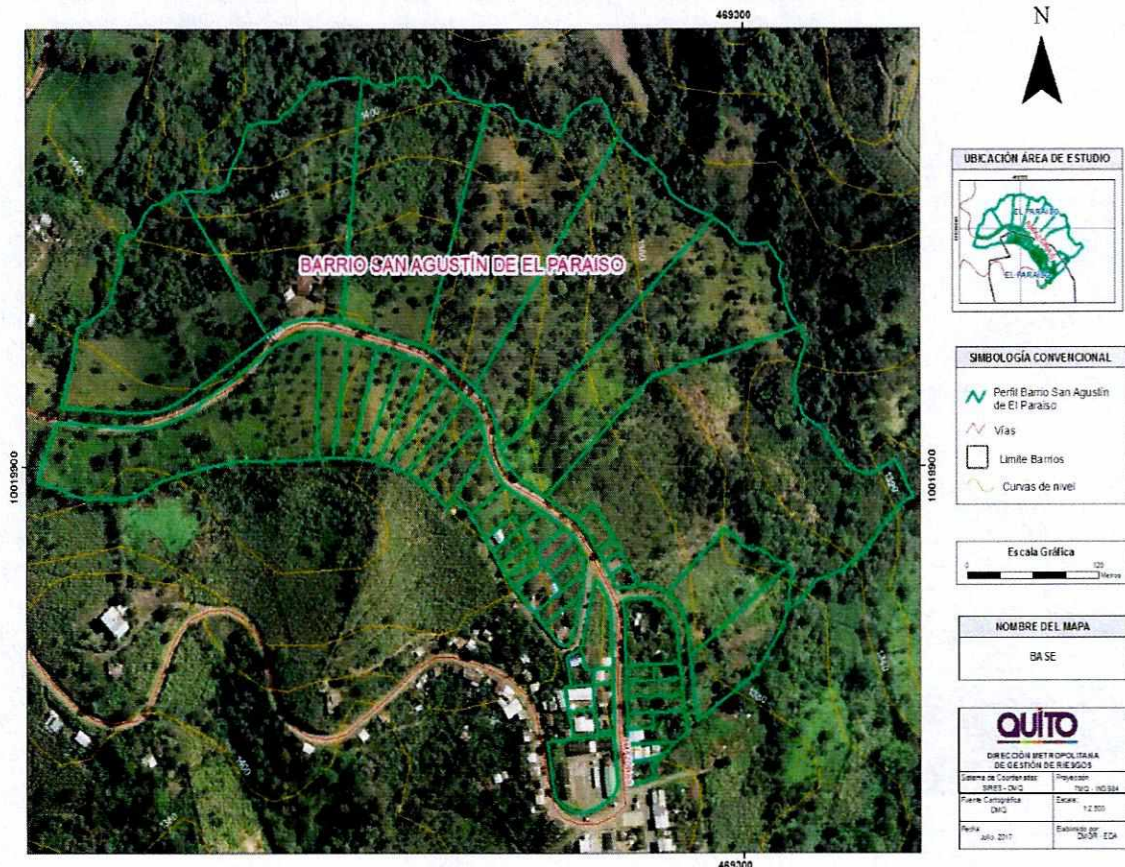 469300
N
BARRIO SAN AGUSTÍN DE EL PARAISO
1400
1420
10019900
10019900
469300
UBICACIÓN ÁREA DE ESTUDIO
EL PARAISO
EL PARAISO
SIMBOLOGÍA CONVENCIONAL
Perfil Barrio San Agustín
de El Paraiso
Vías
Limite Barrios
Curvas de nivel
Escala Gráfica
0 120
Metros
NOMBRE DEL MAPA
BASE
QUITO
DIRECCIÓN METROPOLITANA
DE GESTIÓN DE RIESGOS
Sistema de Coordenadas
SIRES - DMQ
Proyección
TMQ - WGS84
Fuente Cartográfica
DMQ
Escala:
1:2.500
Fecha
Julio, 2017
Elaborado por
DMGR - ECA